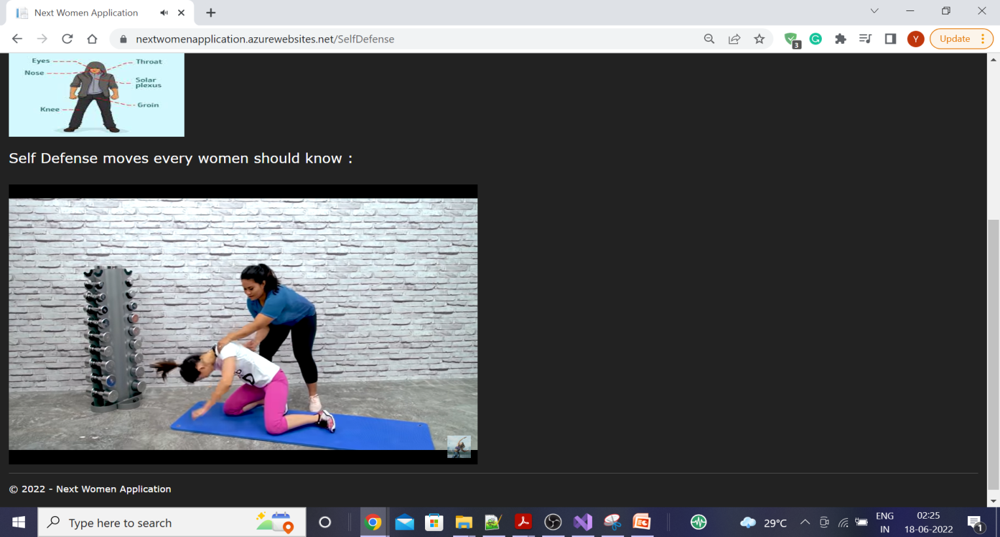 Next Women Application
nextwomenapplication.azurewebsites.net/SelfDefense
3
Y
Update
Eyes
Throat
Nose
Solar
plexus
Groin
Knee
Self Defense moves every women should know :
© 2022 - Next Women Application
Type here to search
29°C
ENG
IN
02:25
18-06-2022
1